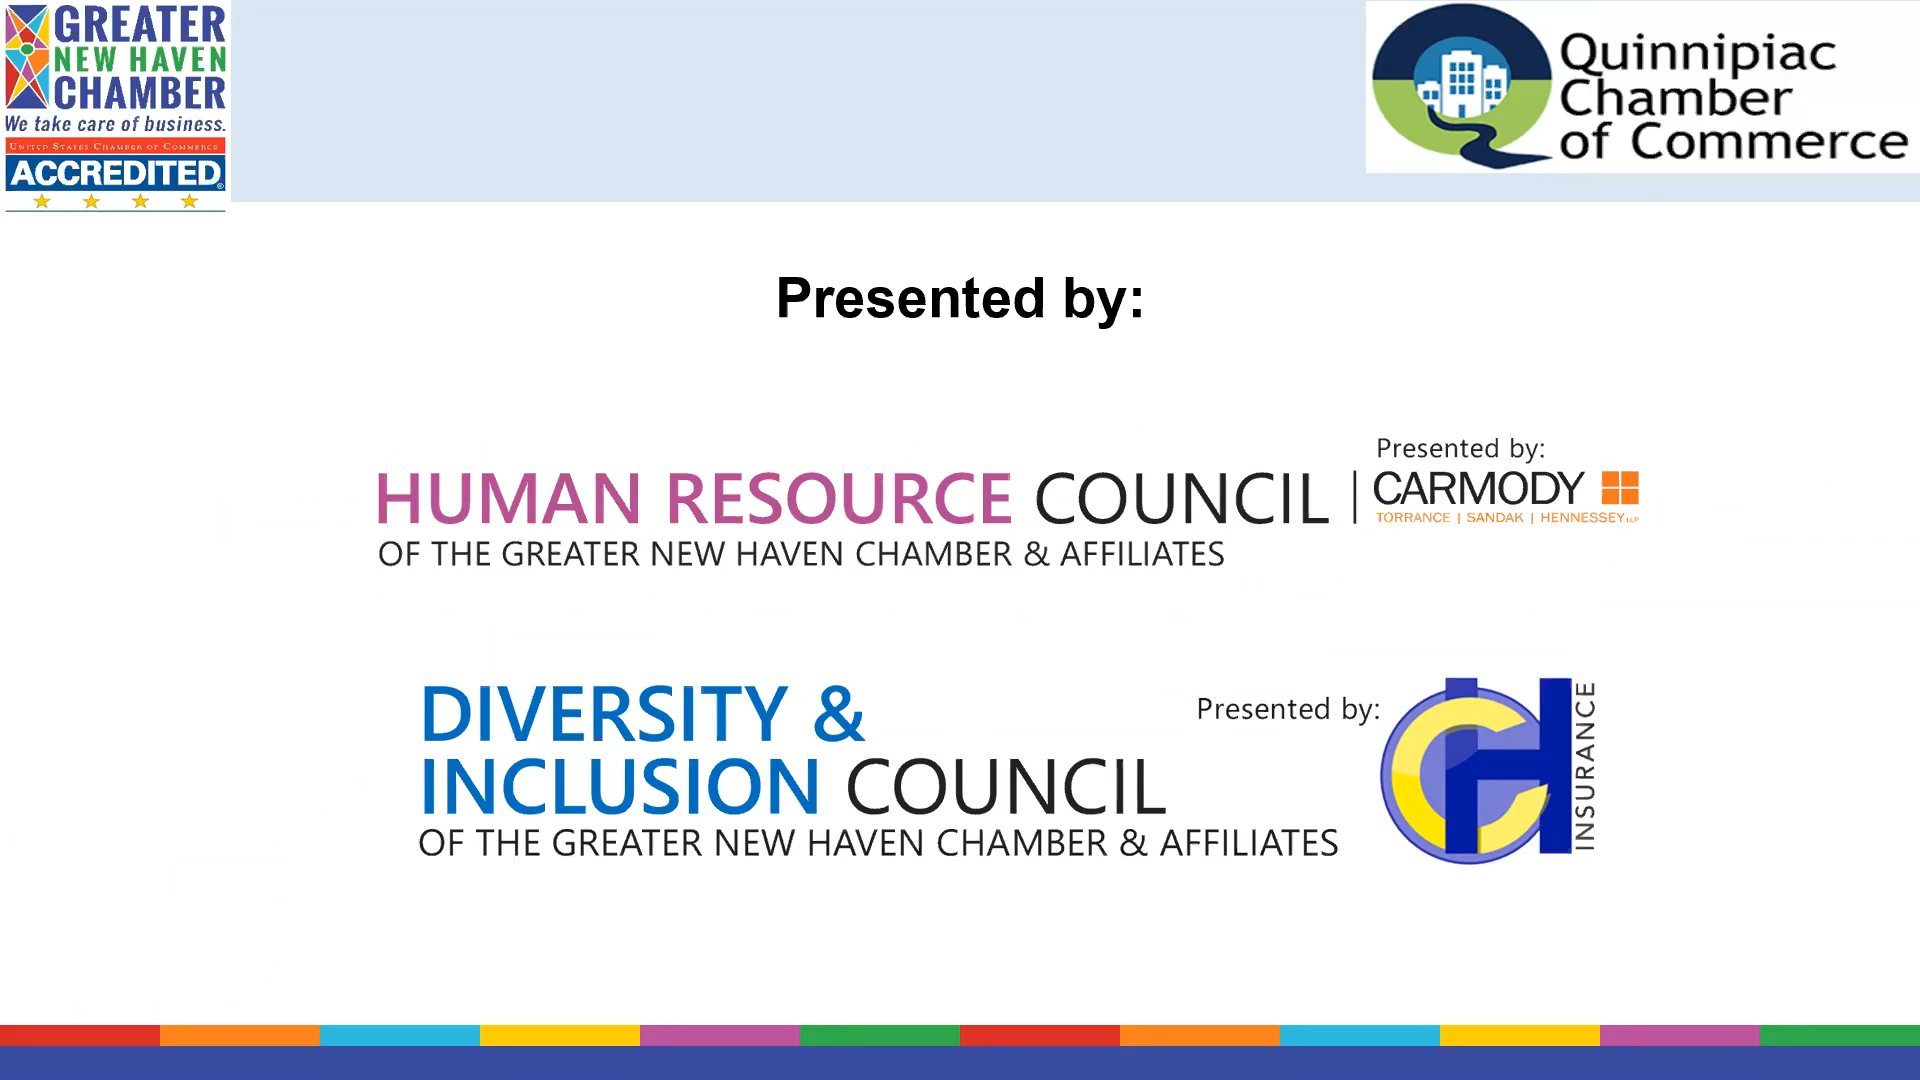 GREATER
NEW HAVEN
CHAMBER
We take care of business.
UNITED STATES CHAMBER OF COMMERCE
ACCREDITED®
Quinnipiac
Chamber
of Commerce
Presented by:
HUMAN RESOURCE COUNCIL
OF THE GREATER NEW HAVEN CHAMBER & AFFILIATES
Presented by:
CARMODY
TORRANCE | SANDAK | HENNESSEY LLP
DIVERSITY &
INCLUSION COUNCIL
OF THE GREATER NEW HAVEN CHAMBER & AFFILIATES
Presented by:
CH
INSURANCE